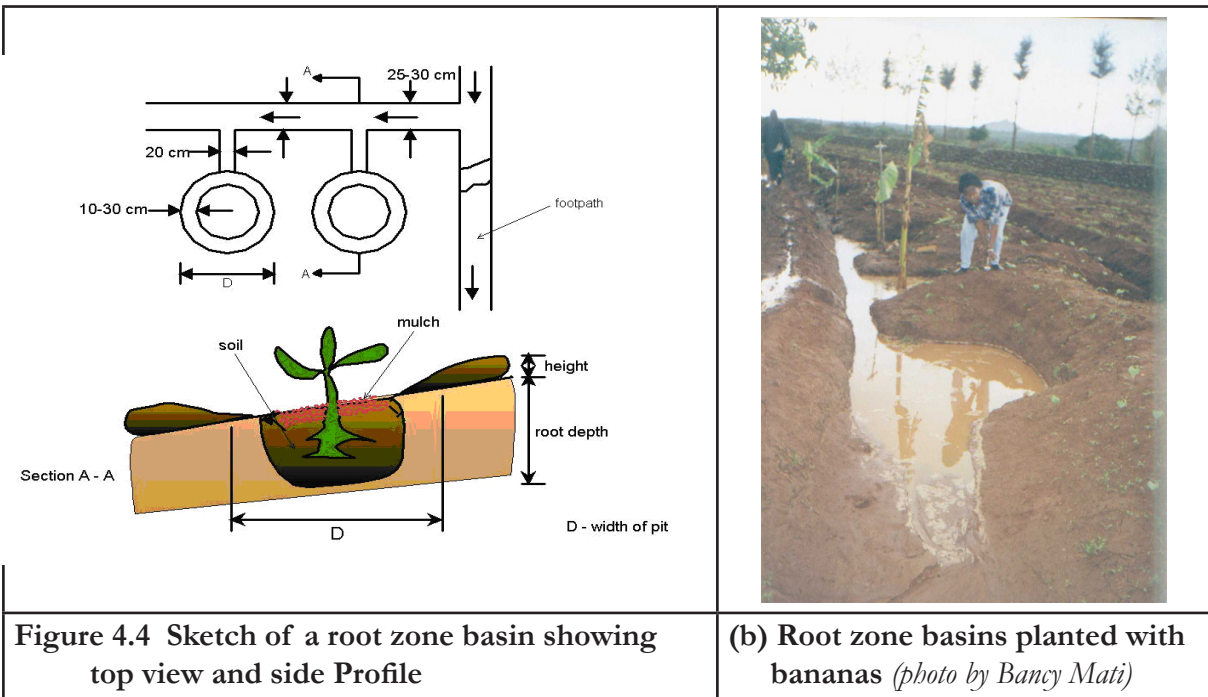 A
25-30 cm
20 cm
10-30 cm
footpath
D
A
mulch
soil
height
root depth
Section A - A
D
D - width of pit
Figure 4.4 Sketch of a root zone basin showing
top view and side Profile
(b) Root zone basins planted with
bananas (photo by Bancy Mati)